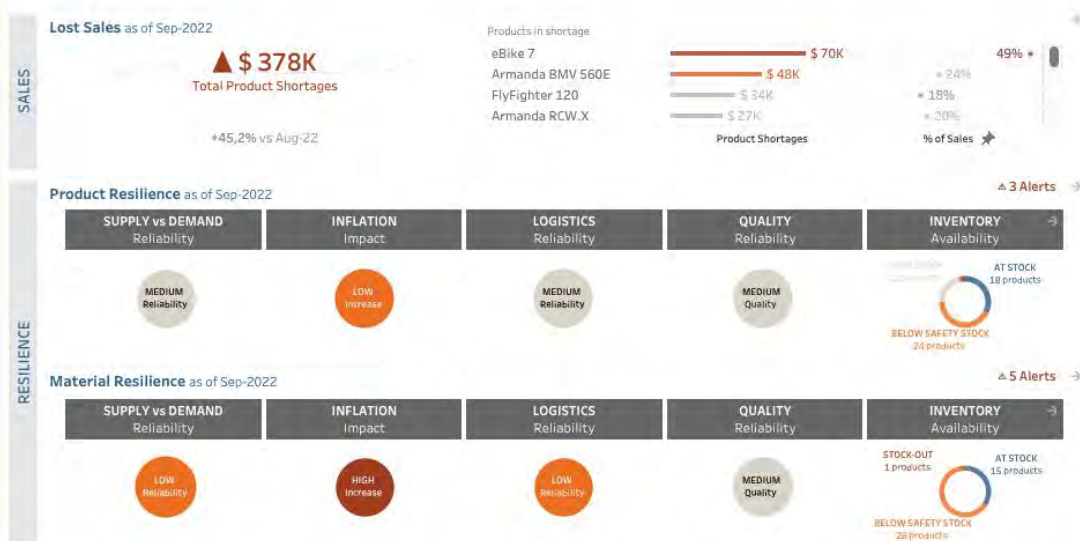 SALES
Lost Sales as of Sep-2022
$ 378K
Total Product Shortages
+45,2% vs Aug-22
Products in shortage
eBike 7 $ 70K 49%
Armanda BMV 560E $ 48K 24%
FlyFighter 120 $ 34K 18%
Armanda RCW.X $ 27K 20%
Product Shortages % of Sales
RESILIENCE
Product Resilience as of Sep-2022
3 Alerts
SUPPLY vs DEMAND
Reliability
INFLATION
Impact
LOGISTICS
Reliability
QUALITY
Reliability
INVENTORY
Availability
MEDIUM
Reliability
LOW
Increase
MEDIUM
Reliability
MEDIUM
Quality
AT STOCK
18 products
BELOW SAFETY STOCK
24 products
Material Resilience as of Sep-2022
5 Alerts
SUPPLY vs DEMAND
Reliability
INFLATION
Impact
LOGISTICS
Reliability
QUALITY
Reliability
INVENTORY
Availability
LOW
Reliability
HIGH
Increase
LOW
Reliability
MEDIUM
Quality
STOCK-OUT
1 products
AT STOCK
15 products
BELOW SAFETY STOCK
28 products